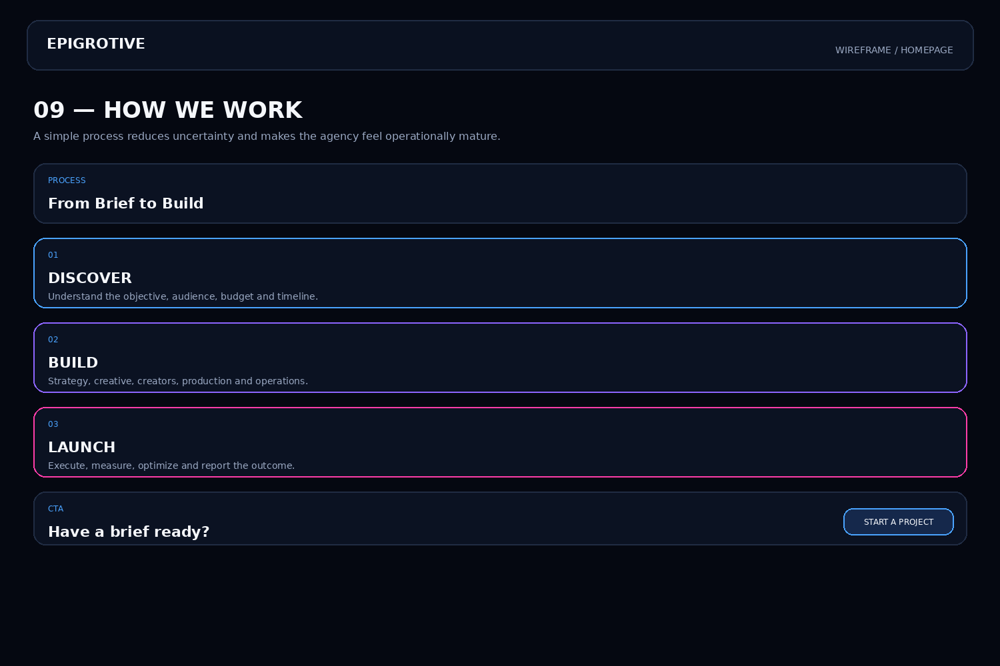 EPIGROTIVE
WIREFRAME / HOMEPAGE
09 — HOW WE WORK
A simple process reduces uncertainty and makes the agency feel operationally mature.
PROCESS
From Brief to Build
01
DISCOVER
Understand the objective, audience, budget and timeline.
02
BUILD
Strategy, creative, creators, production and operations.
03
LAUNCH
Execute, measure, optimize and report the outcome.
CTA
Have a brief ready?
START A PROJECT